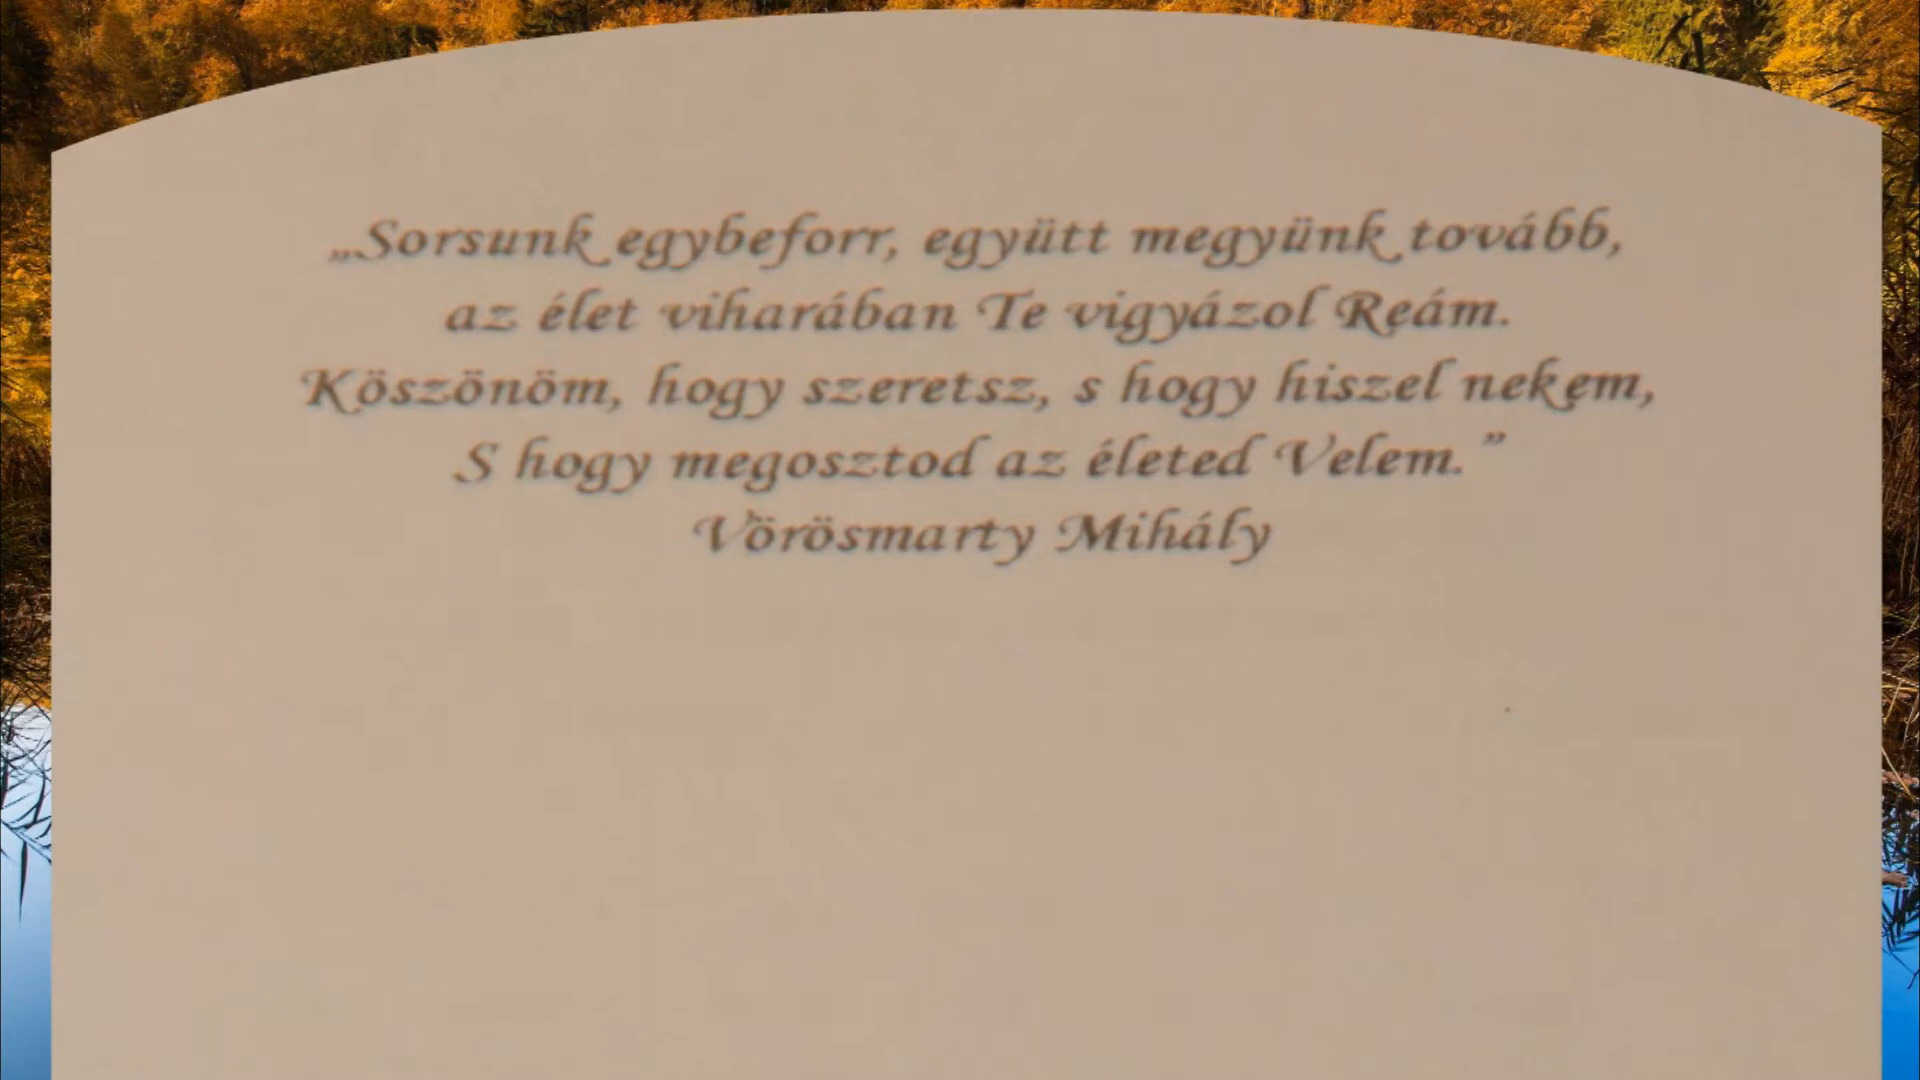 „Sorsunk egybeforr, együtt megyünk tovább,
az élet viharában Te vigyázol Reám.
Köszönöm, hogy szeretsz, s hogy hiszel nekem,
S hogy megosztod az életed Velem.”
Vörösmarty Mihály